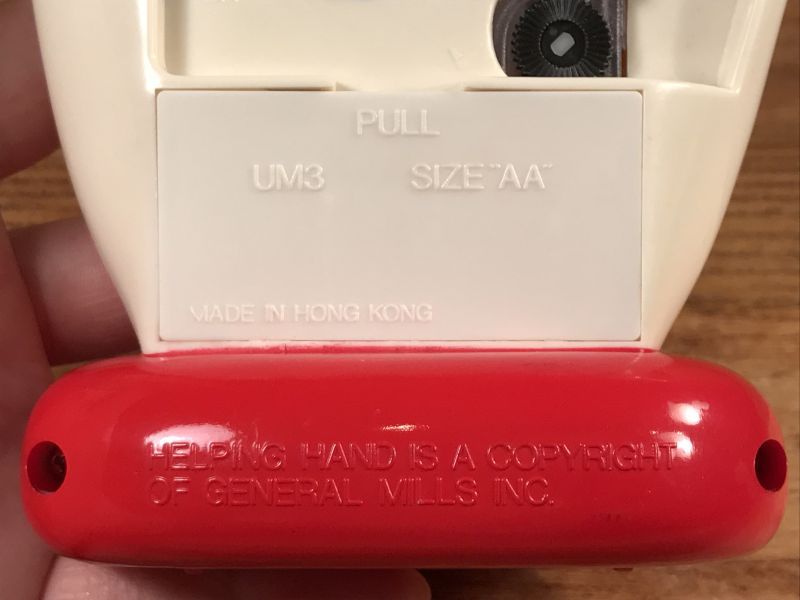 PULL
UM3 SIZE "AA"
MADE IN HONG KONG
HELPING HAND IS A COPYRIGHT
OF GENERAL MILLS INC.